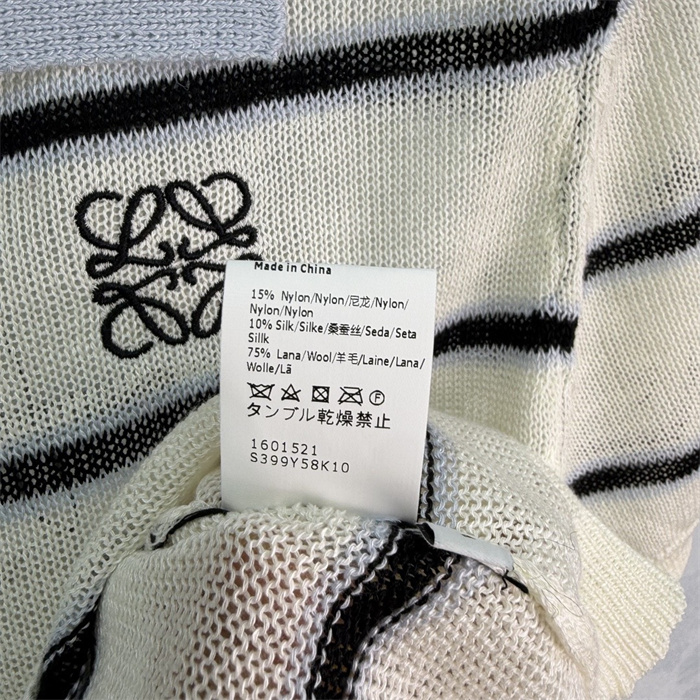 Made in China
15% Nylon/Nylon/尼龙/Nylon/
Nylon/Nylon
10% Silk/Silke/桑蚕丝/Seda/Seta
Sillk
75% Lana/Wool/羊毛/Laine/Lana/
Wolle/Lã
F
タンブル乾燥禁止
1601521
S399Y58K10